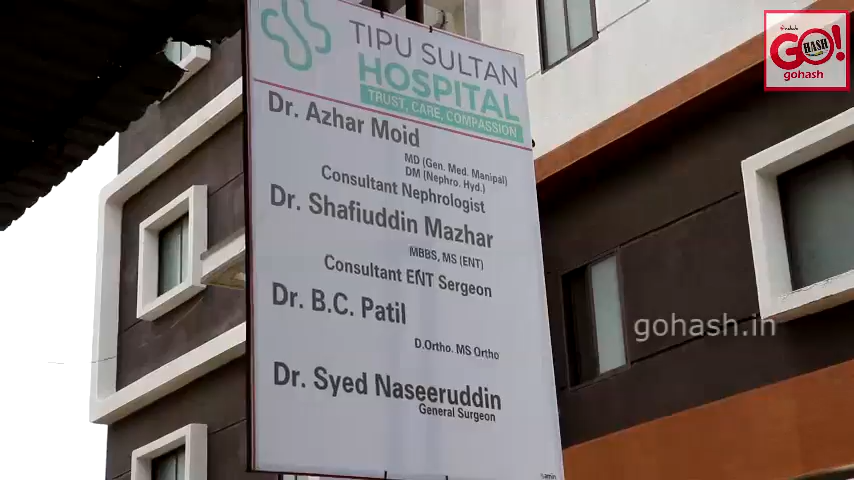 TIPU SULTAN
HOSPITAL
TRUST, CARE, COMPASSION
Dr. Azhar Moid
MD (Gen. Med. Manipal)
DM (Nephro. Hyd.)
Consultant Nephrologist
Dr. Shafiuddin Mazhar
MBBS, MS (ENT)
Consultant ENT Sergeon
Dr. B.C. Patil
D.Ortho. MS Ortho
Dr. Syed Naseeruddin
General Surgeon
GO!
HASH
gohash
gohash.in